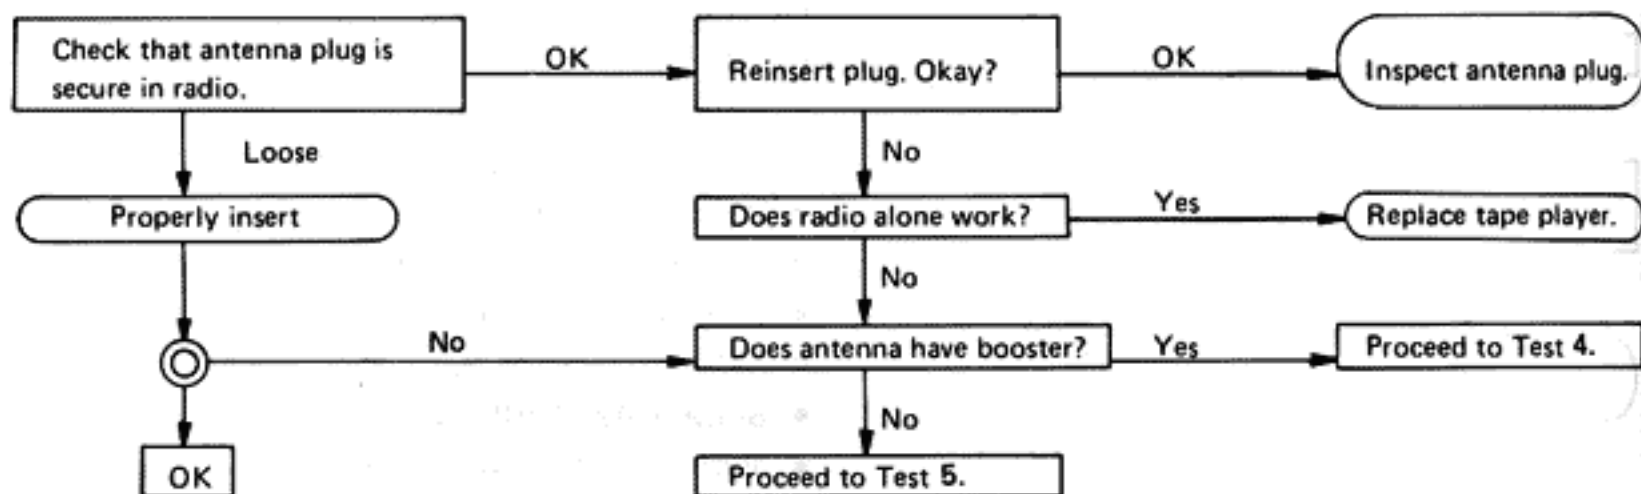 Check that antenna plug is
secure in radio.
OK
Reinsert plug. Okay?
OK
Inspect antenna plug.
Loose
No
Properly insert
Does radio alone work?
Yes
Replace tape player.
No
No
Does antenna have booster?
Yes
Proceed to Test 4.
No
OK
Proceed to Test 5.